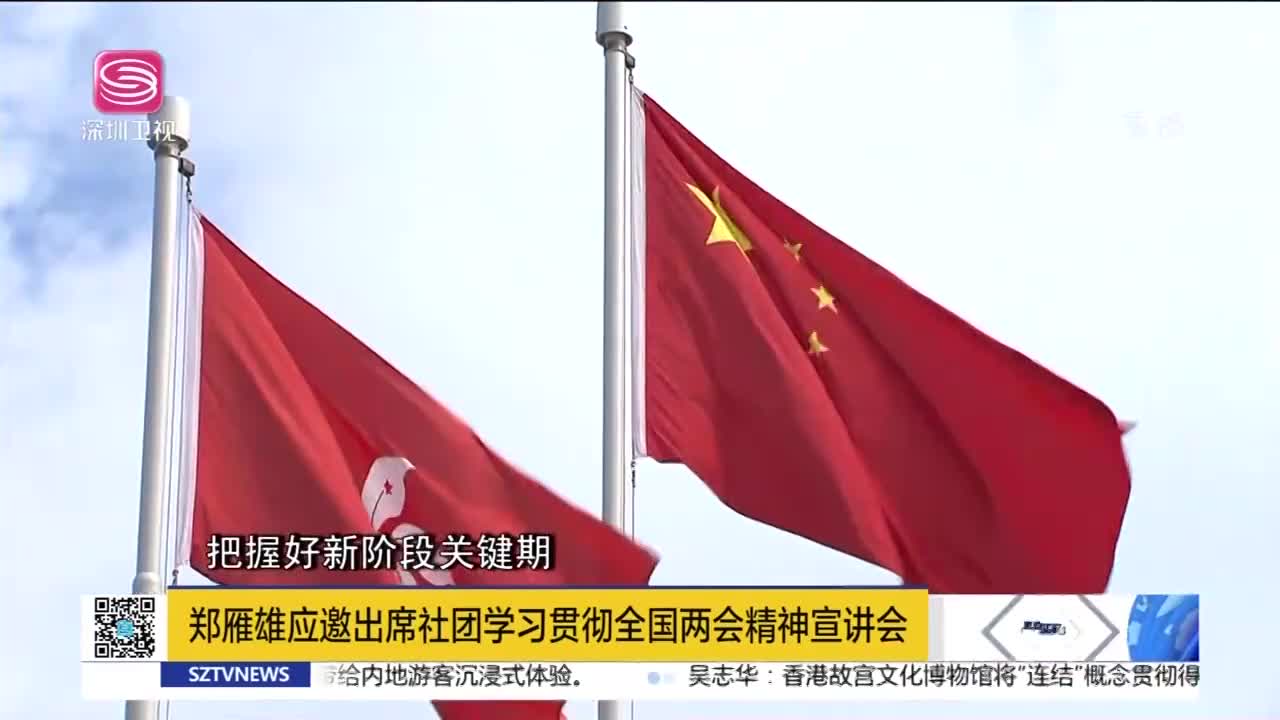 深圳卫视
把握好新阶段关键期
郑雁雄应邀出席社团学习贯彻全国两会精神宣讲会
SZTVNEWS
给内地游客沉浸式体验。 吴志华：香港故宫文化博物馆将“连结”概念贯彻得